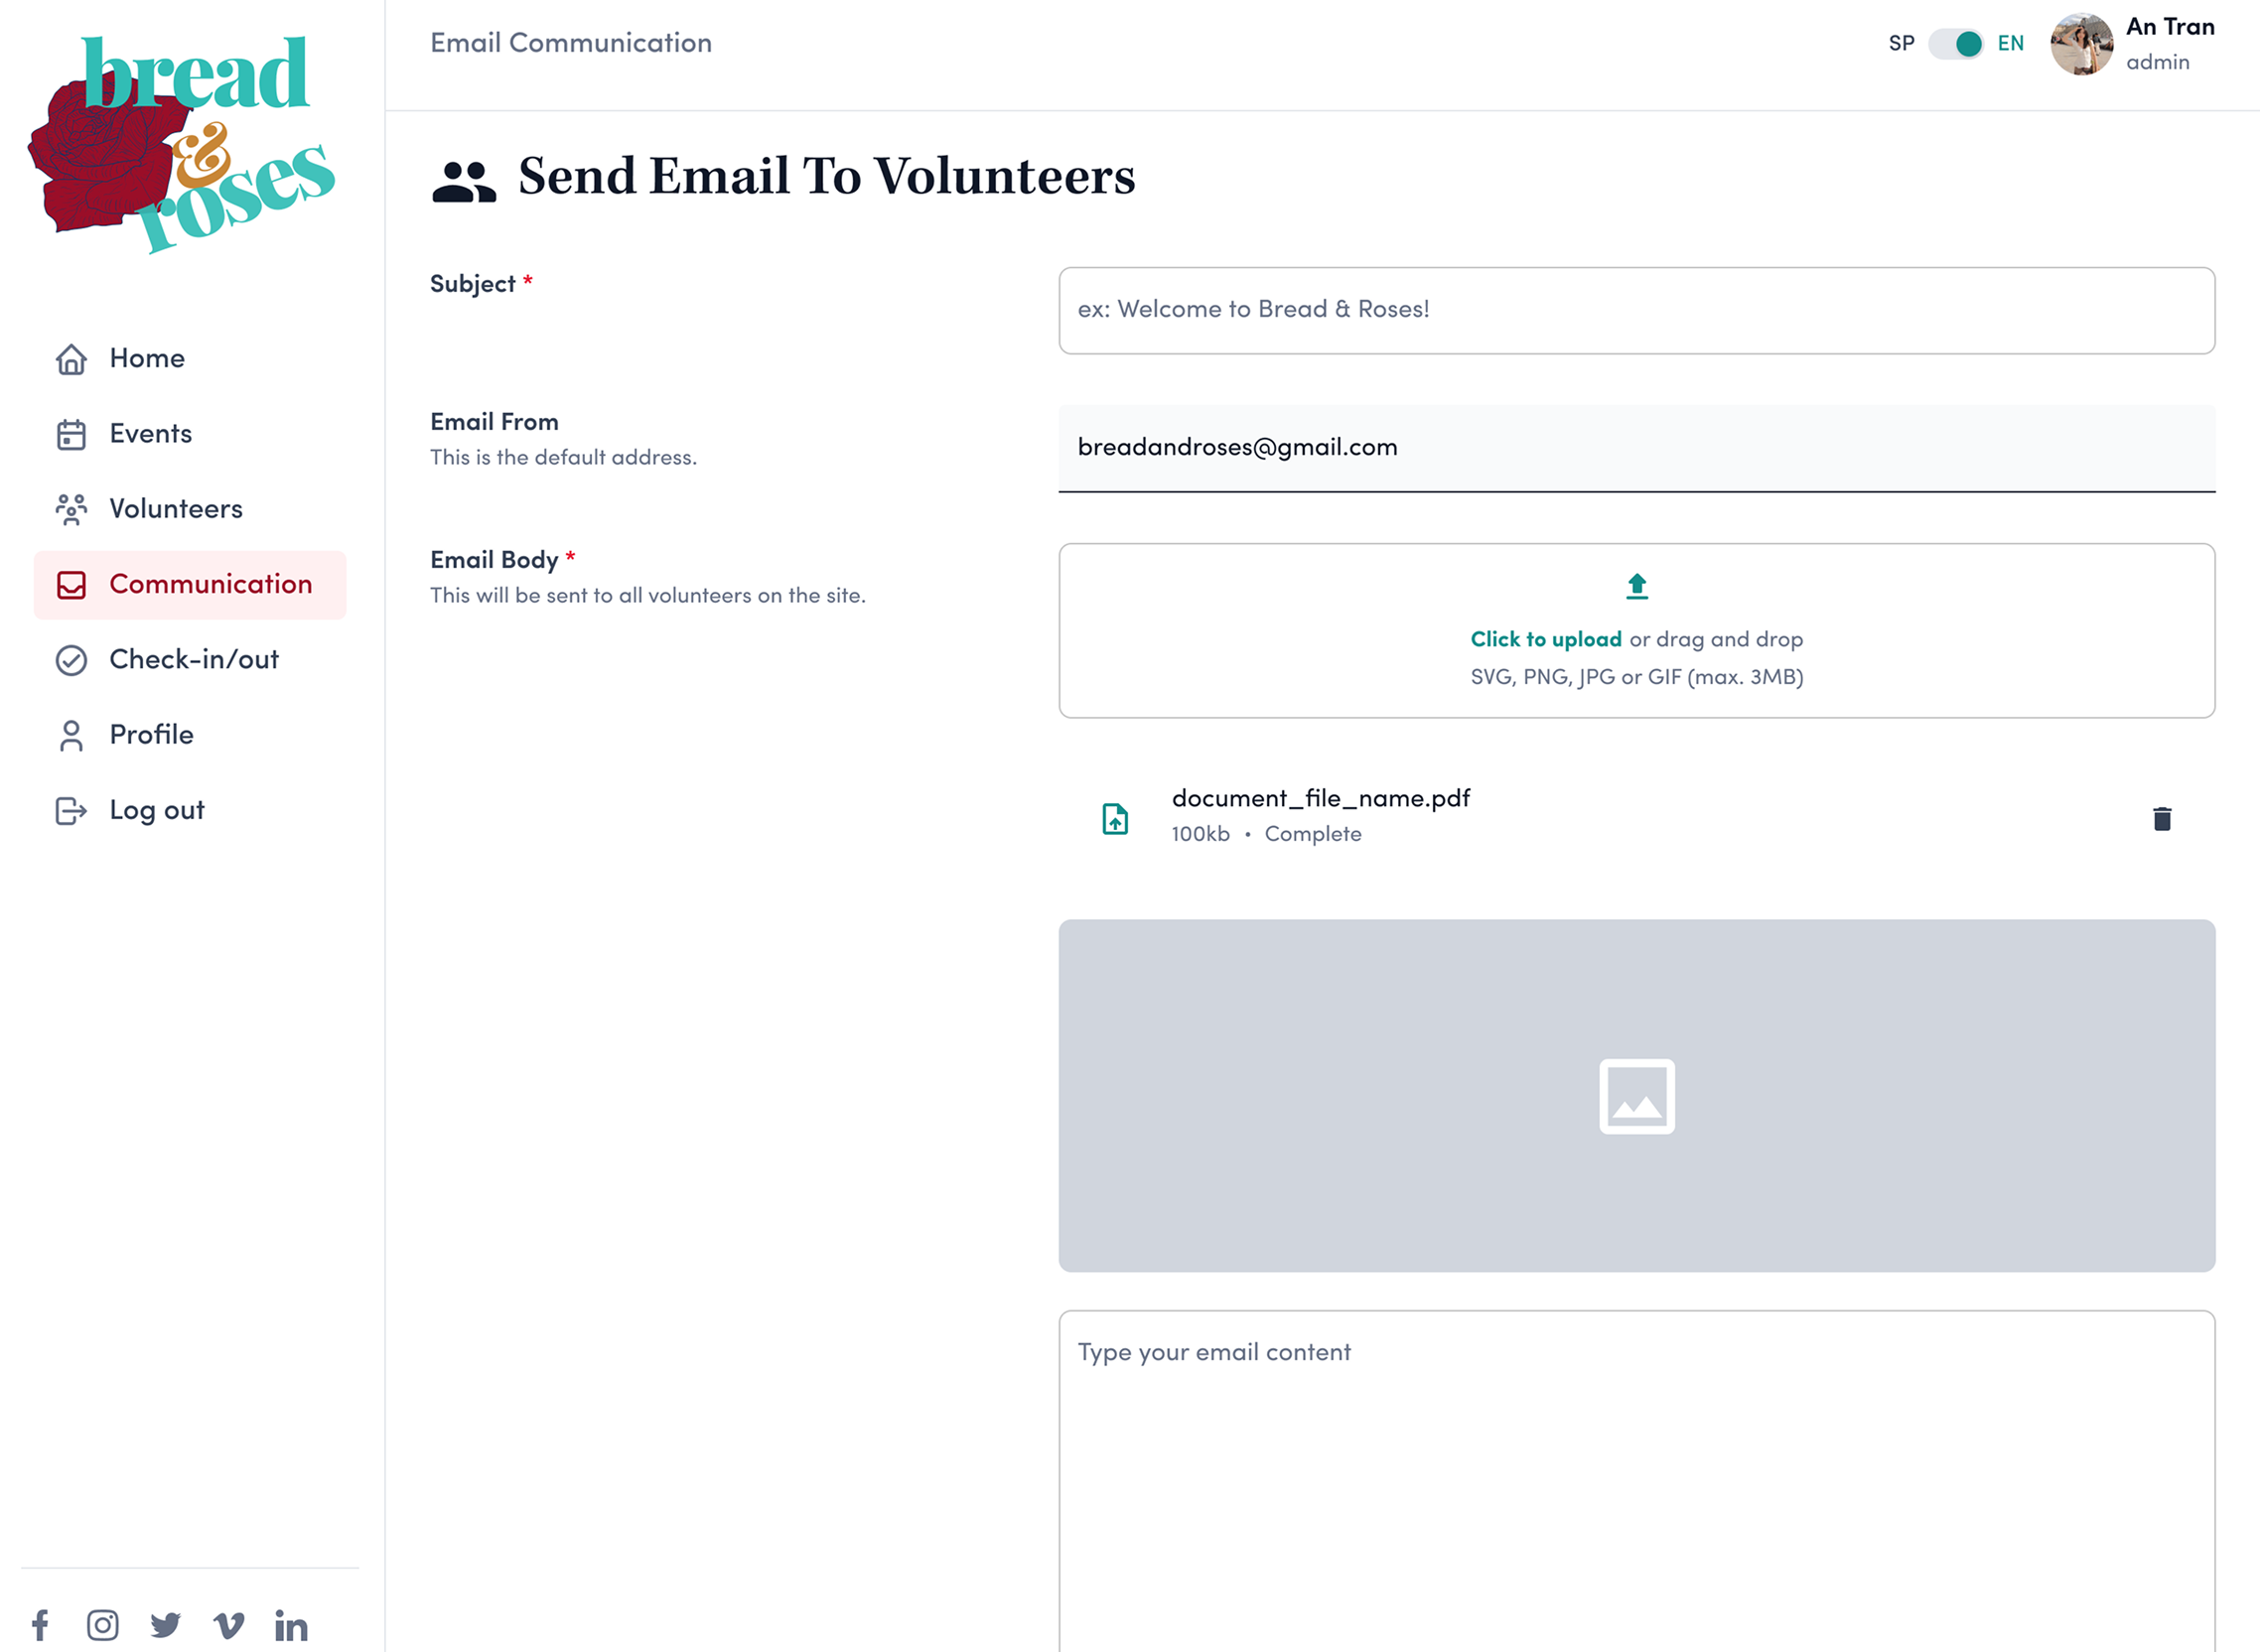 bread
&
roses
Home
Events
Volunteers
Communication
Check-in/out
Profile
Log out
Email Communication
SP EN
An Tran
admin
Send Email To Volunteers
Subject *
ex: Welcome to Bread & Roses!
Email From
This is the default address.
breadandroses@gmail.com
Email Body *
This will be sent to all volunteers on the site.
Click to upload or drag and drop
SVG, PNG, JPG or GIF (max. 3MB)
document_file_name.pdf
100kb • Complete
Type your email content